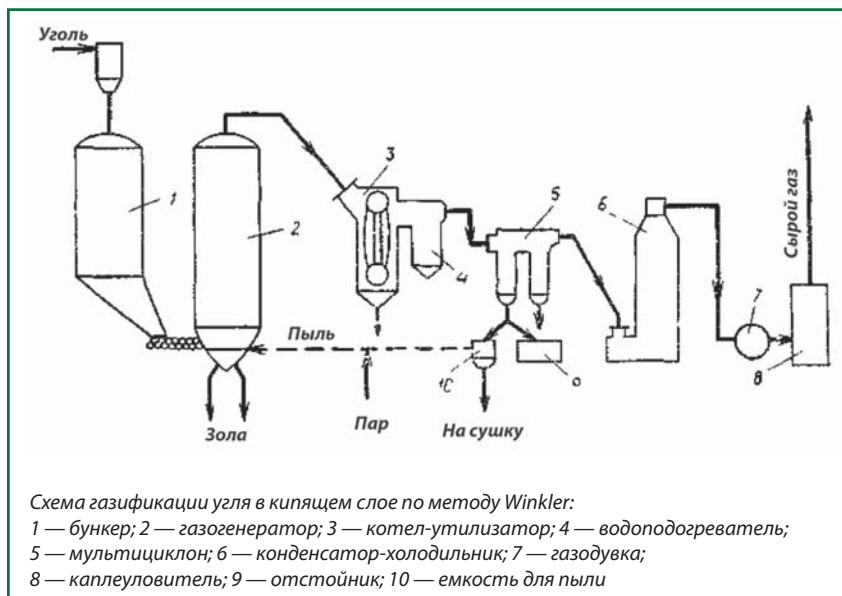 Уголь
1
2
3
4
5
6
7
8
10
9
Сырой газ
Пыль
Зола
Пар
На сушку
Схема газификации угля в кипящем слое по методу Winkler:
1 — бункер; 2 — газогенератор; 3 — котел-утилизатор; 4 — водоподогреватель;
5 — мультициклон; 6 — конденсатор-холодильник; 7 — газодувка;
8 — каплеуловитель; 9 — отстойник; 10 — емкость для пыли